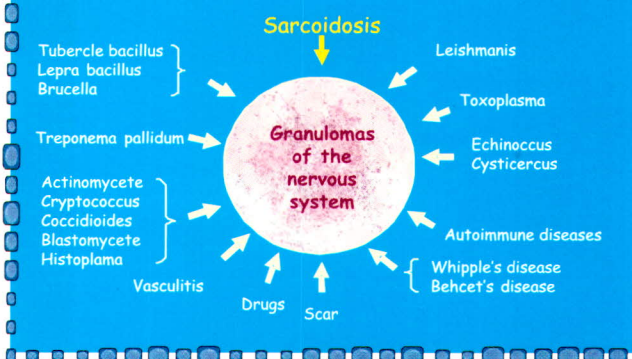 Sarcoidosis
Tubercle bacillus
Lepra bacillus
Brucella
Treponema pallidum
Actinomycete
Cryptococcus
Coccidioides
Blastomycete
Histoplama
Vasculitis
Drugs
Scar
Granulomas
of the
nervous
system
Leishmanis
Toxoplasma
Echinoccus
Cysticercus
Autoimmune diseases
Whipple's disease
Behcet's disease